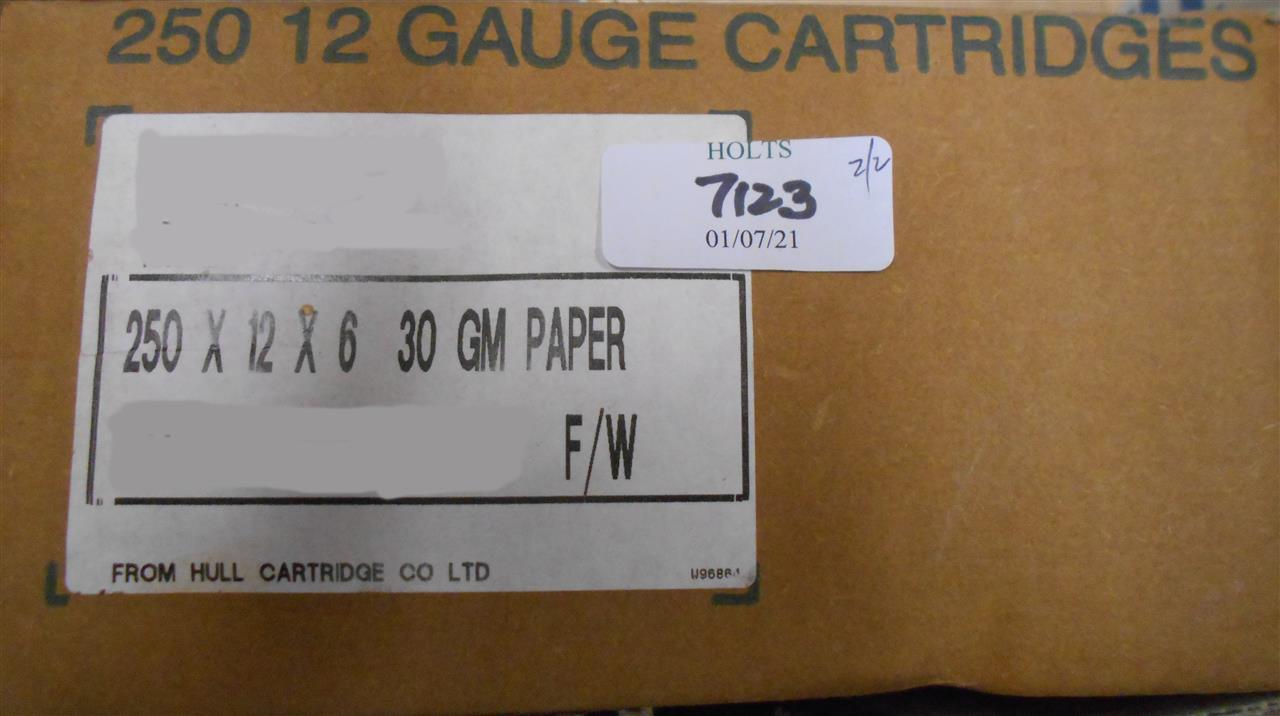 250 12 GAUGE CARTRIDGES
HOLTS
2/2
7123
01/07/21
250 X 12 X 6 30 GM PAPER
F/W
FROM HULL CARTRIDGE CO LTD